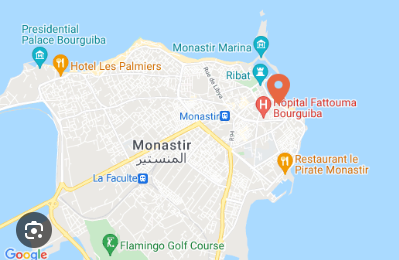 Presidential
Palace Bourguiba
Hotel Les Palmiers
Monastir Marina
Ribat
Rue de Libye
Hôpital Fattouma
Bourguiba
Monastir
Monastir
المنستير
La Faculté
Restaurant le
Pirate Monastir
Flamingo Golf Course
Google